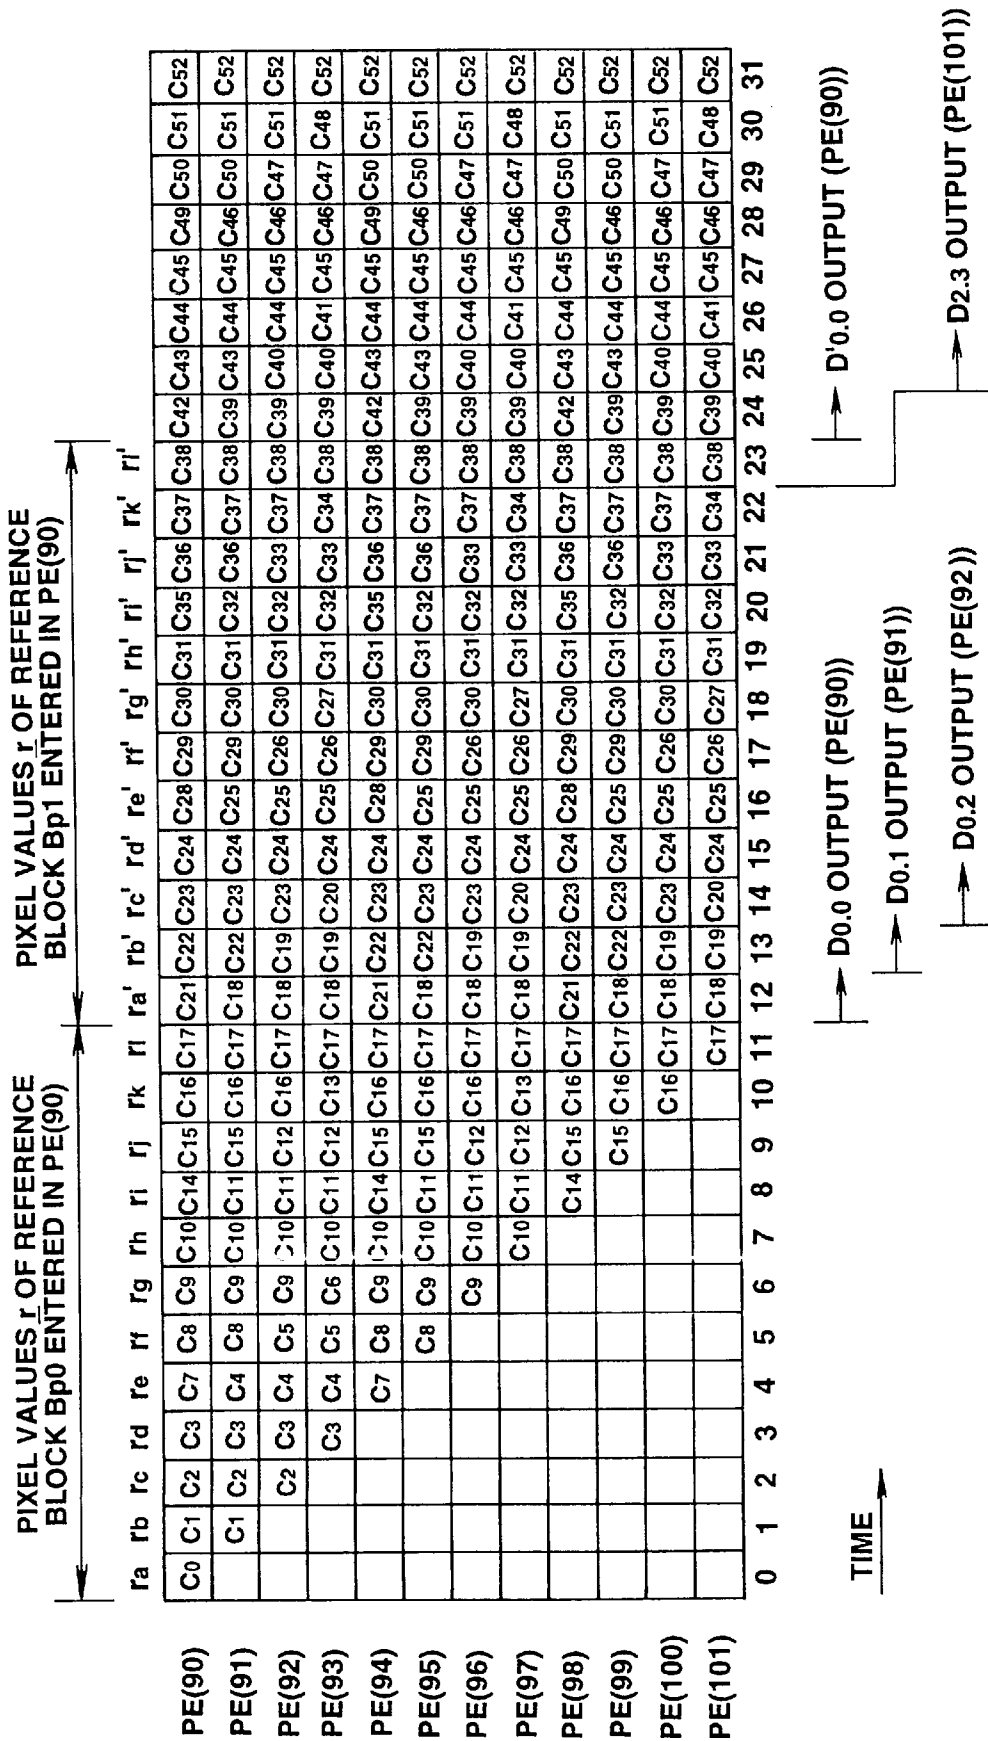 PIXEL VALUES r OF REFERENCE
BLOCK Bp0 ENTERED IN PE(90)
PIXEL VALUES r OF REFERENCE
BLOCK Bp1 ENTERED IN PE(90)
ra rb rc rd re rf rg rh ri rj rk rl ra' rb' rc' rd' re' rf' rg' rh' ri' rj' rk' rl'
PE(90) C0 C1 C2 C3 C7 C8 C9 C10 C14 C15 C16 C17 C21 C22 C23 C24 C28 C29 C30 C31 C35 C36 C37 C38 C42 C43 C44 C45 C49 C50 C51 C52
PE(91) C1 C2 C3 C4 C8 C9 C10 C11 C15 C16 C17 C18 C22 C23 C24 C25 C29 C30 C31 C32 C36 C37 C38 C39 C43 C44 C45 C46 C50 C51 C52
PE(92) C2 C3 C4 C5 C9 C10 C11 C12 C16 C17 C18 C19 C23 C24 C25 C26 C30 C31 C32 C33 C37 C38 C39 C40 C44 C45 C46 C47 C51 C52
PE(93) C3 C4 C5 C6 C10 C11 C12 C13 C17 C18 C19 C20 C24 C25 C26 C27 C31 C32 C33 C34 C38 C39 C40 C41 C45 C46 C47 C48 C52
PE(94) C7 C8 C9 C10 C14 C15 C16 C17 C21 C22 C23 C24 C28 C29 C30 C31 C35 C36 C37 C38 C42 C43 C44 C45 C49 C50 C51 C52
PE(95) C8 C9 C10 C11 C15 C16 C17 C18 C22 C23 C24 C25 C29 C30 C31 C32 C36 C37 C38 C39 C43 C44 C45 C46 C50 C51 C52
PE(96) C9 C10 C11 C12 C16 C17 C18 C19 C23 C24 C25 C26 C30 C31 C32 C33 C37 C38 C39 C40 C44 C45 C46 C47 C51 C52
PE(97) C10 C11 C12 C13 C17 C18 C19 C20 C24 C25 C26 C27 C31 C32 C33 C34 C38 C39 C40 C41 C45 C46 C47 C48 C52
PE(98) C14 C15 C16 C17 C21 C22 C23 C24 C28 C29 C30 C31 C35 C36 C37 C38 C42 C43 C44 C45 C49 C50 C51 C52
PE(99) C15 C16 C17 C18 C22 C23 C24 C25 C29 C30 C31 C32 C36 C37 C38 C39 C43 C44 C45 C46 C50 C51 C52
PE(100) C16 C17 C18 C19 C23 C24 C25 C26 C30 C31 C32 C33 C37 C38 C39 C40 C44 C45 C46 C47 C51 C52
PE(101) C17 C18 C19 C20 C24 C25 C26 C27 C31 C32 C33 C34 C38 C39 C40 C41 C45 C46 C47 C48 C52
0 1 2 3 4 5 6 7 8 9 10 11 12 13 14 15 16 17 18 19 20 21 22 23 24 25 26 27 28 29 30 31
TIME
D0.0 OUTPUT (PE(90))
D'0.0 OUTPUT (PE(90))
D0.1 OUTPUT (PE(91))
D0.2 OUTPUT (PE(92))
D2.3 OUTPUT (PE(101))